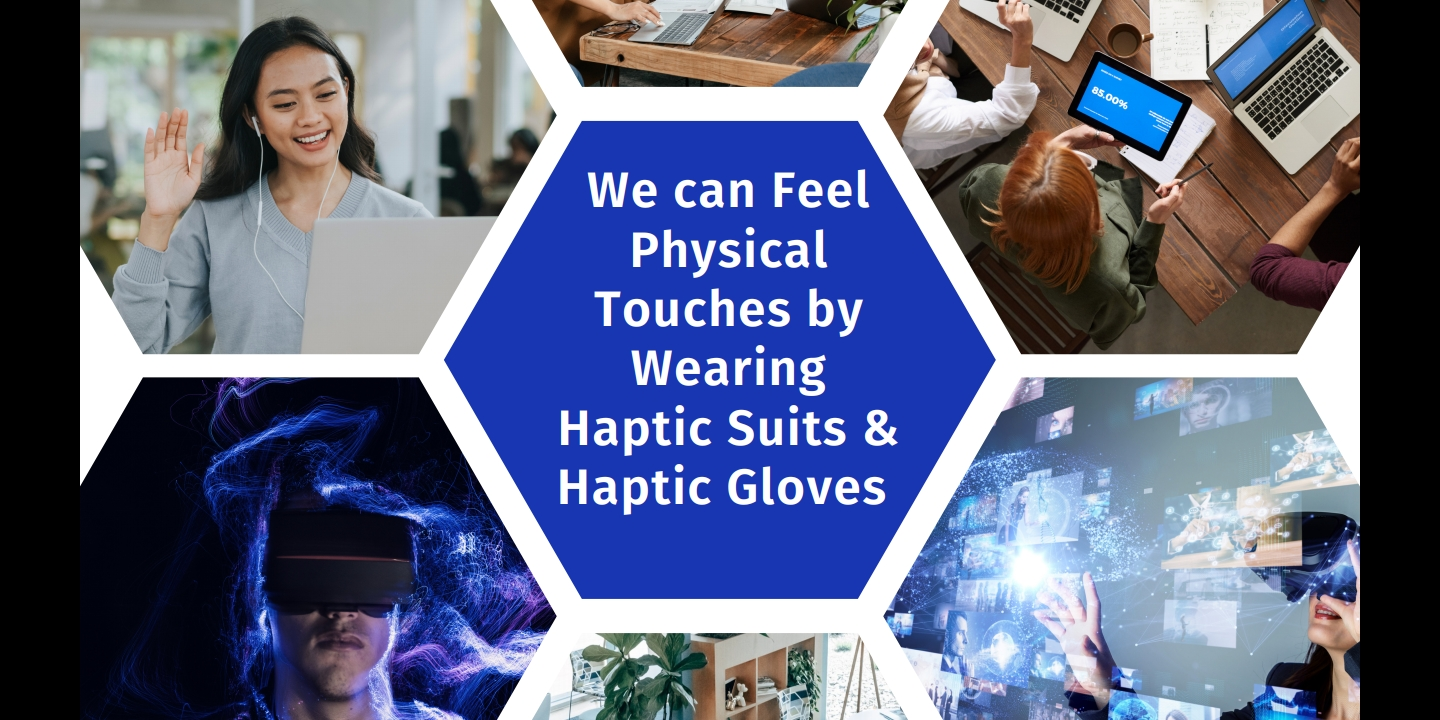 85.00%
We can Feel
Physical
Touches by
Wearing
Haptic Suits &
Haptic Gloves